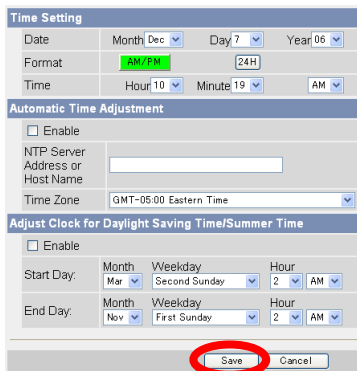 Time Setting
Date Month Dec Day 7 Year 06
Format AM/PM 24H
Time Hour 10 Minute 19 AM
Automatic Time Adjustment
Enable
NTP Server
Address or
Host Name
Time Zone GMT-05:00 Eastern Time
Adjust Clock for Daylight Saving Time/Summer Time
Enable
Month Weekday Hour
Start Day: Mar Second Sunday 2 AM
Month Weekday Hour
End Day: Nov First Sunday 2 AM
Save Cancel